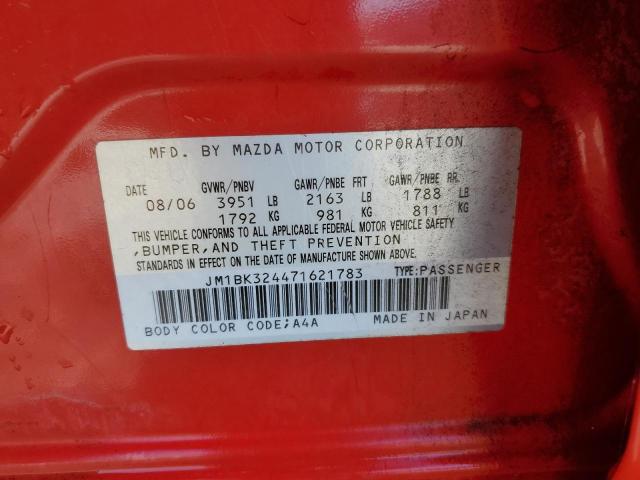 MFD. BY MAZDA MOTOR CORPORATION
DATE GVWR/PNBV GAWR/PNBE FRT GAWR/PNBE RR
08/06 3951 LB 2163 LB 1788 LB
1792 KG 981 KG 811 KG
THIS VEHICLE CONFORMS TO ALL APPLICABLE FEDERAL MOTOR VEHICLE SAFETY
,BUMPER,AND THEFT PREVENTION
STANDARDS IN EFFECT ON THE DATE OF MANUFACTURE SHOWN ABOVE.
JM1BK324471621783 TYPE:PASSENGER
BODY COLOR CODE;A4A MADE IN JAPAN